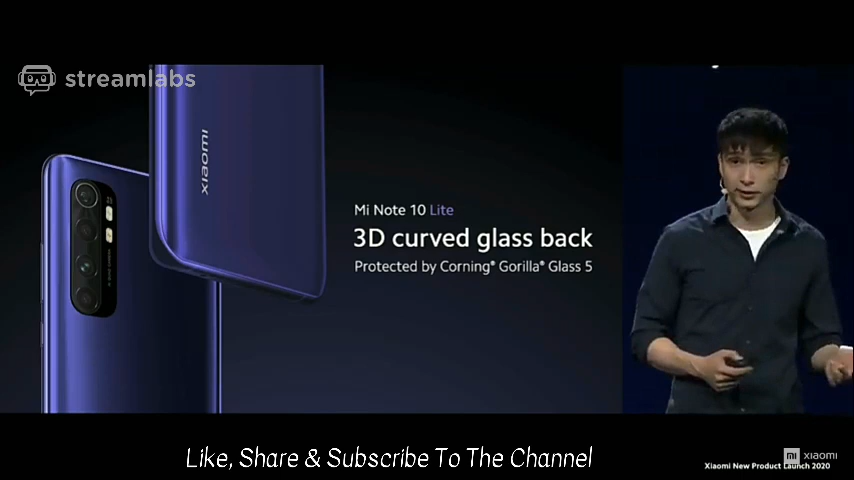 streamlabs
xiaomi
Mi Note 10 Lite
3D curved glass back
Protected by Corning® Gorilla® Glass 5
Like, Share & Subscribe To The Channel
mi xiaomi
Xiaomi New Product Launch 2020